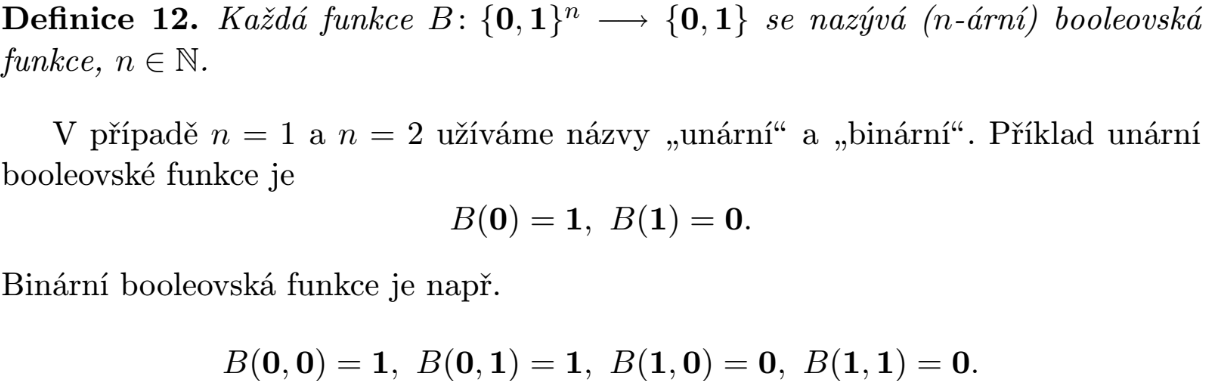 Definice 12. Každá funkce B: {0, 1}ⁿ ⟶ {0, 1} se nazývá (n-ární) booleovská
funkce, n ∈ ℕ.
V případě n = 1 a n = 2 užíváme názvy „unární“ a „binární“. Příklad unární
booleovské funkce je
B(0) = 1, B(1) = 0.
Binární booleovská funkce je např.
B(0, 0) = 1, B(0, 1) = 1, B(1, 0) = 0, B(1, 1) = 0.